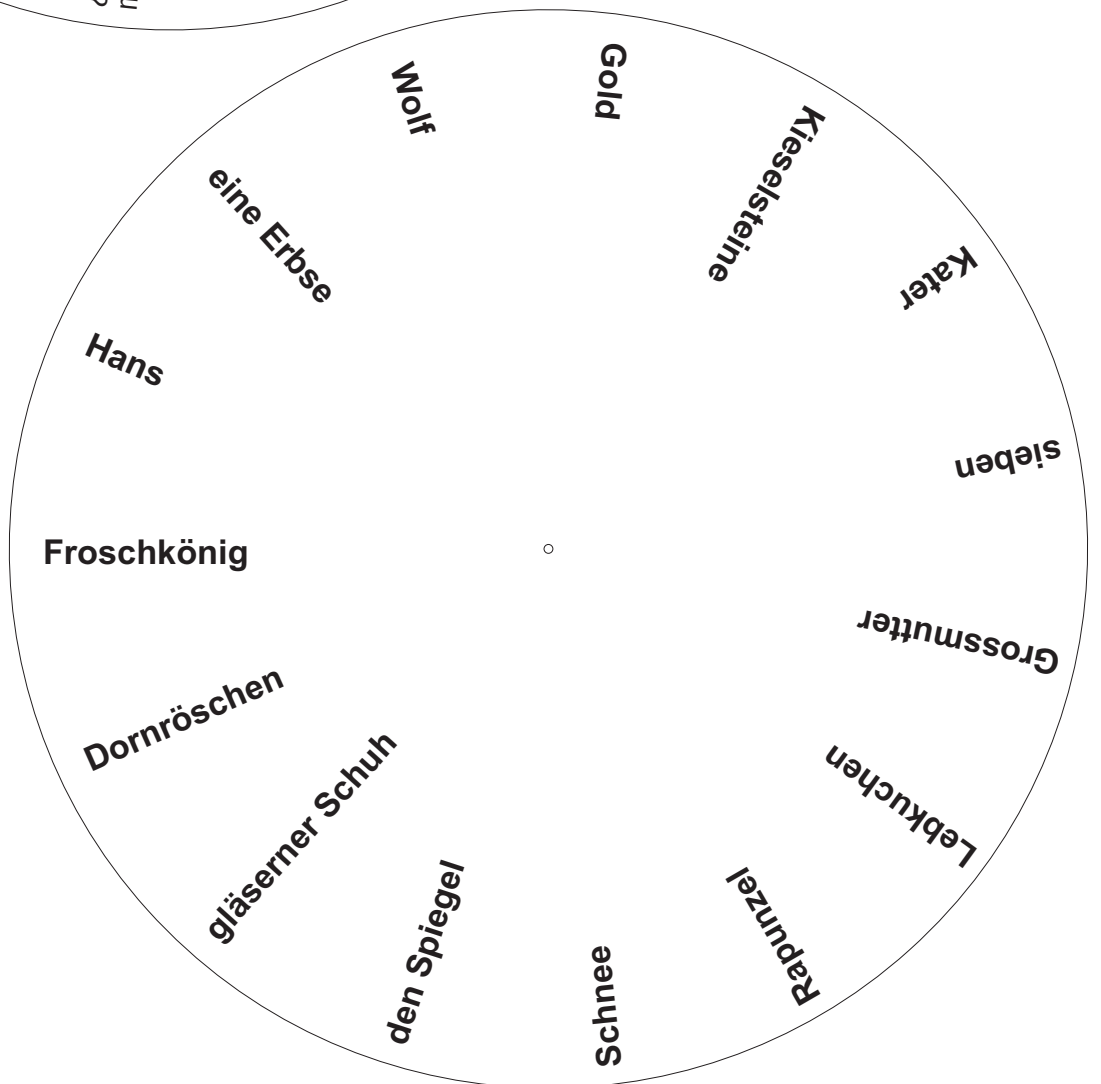 Gold
Kieselsteine
Kater
sieben
Grossmutter
Lebkuchen
Rapunzel
Schnee
den Spiegel
gläserner Schuh
Dornröschen
Froschkönig
Hans
eine Erbse
Wolf